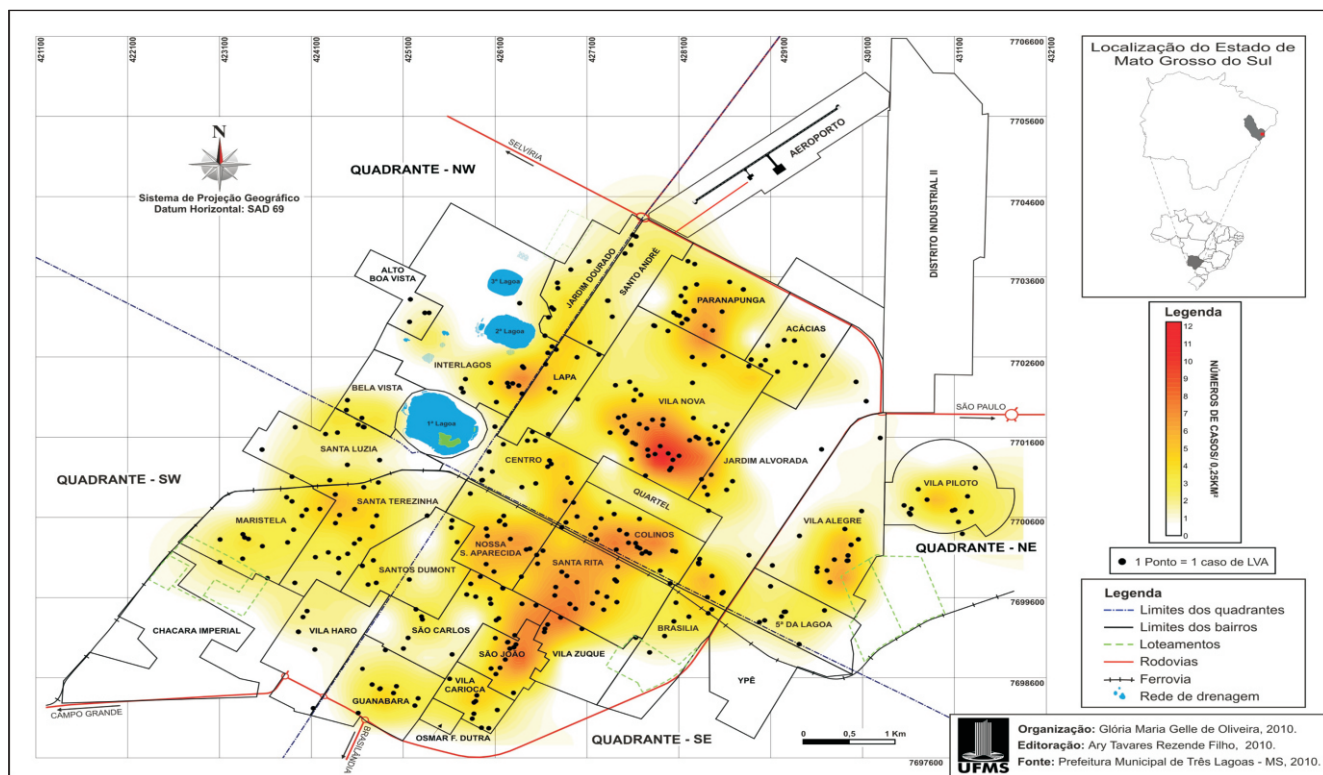 421100
422100
423100
424100
425100
426100
427100
428100
429100
430100
431100
432100
7706600
7705600
7704600
7703600
7702600
7701600
7700600
7699600
7698600
7697600
N
Sistema de Projeção Geográfico
Datum Horizontal: SAD 69
QUADRANTE - NW
SELVÍRIA
AEROPORTO
DISTRITO INDUSTRIAL II
ALTO
BOA VISTA
3ª Lagoa
2ª Lagoa
1ª Lagoa
JARDIM DOURADO
SANTO ANDRÉ
PARANAPUNGA
ACÁCIAS
INTERLAGOS
LAPA
BELA VISTA
VILA NOVA
SÃO PAULO
SANTA LUZIA
CENTRO
JARDIM ALVORADA
QUADRANTE - SW
QUARTEL
VILA PILOTO
SANTA TEREZINHA
MARISTELA
VILA ALEGRE
COLINOS
NOSSA
S. APARECIDA
QUADRANTE - NE
SANTA RITA
SANTOS DUMONT
CHACARA IMPERIAL
VILA HARO
SÃO CARLOS
BRASILIA
5ª DA LAGOA
SÃO JOÃO
VILA ZUQUE
YPÊ
VILA
CARIOCA
GUANABARA
OSMAR F. DUTRA
CAMPO GRANDE
BRASILÂNDIA
QUADRANTE - SE
0
0,5
1 Km
Localização do Estado de
Mato Grosso do Sul
Legenda
12
11
10
9
8
7
6
5
4
3
2
1
0
NÚMEROS DE CASOS/ 0,25KM²
1 Ponto = 1 caso de LVA
Legenda
Limites dos quadrantes
Limites dos bairros
Loteamentos
Rodovias
Ferrovia
Rede de drenagem
UFMS
Organização: Glória Maria Gelle de Oliveira, 2010.
Editoração: Ary Tavares Rezende Filho, 2010.
Fonte: Prefeitura Municipal de Três Lagoas - MS, 2010.